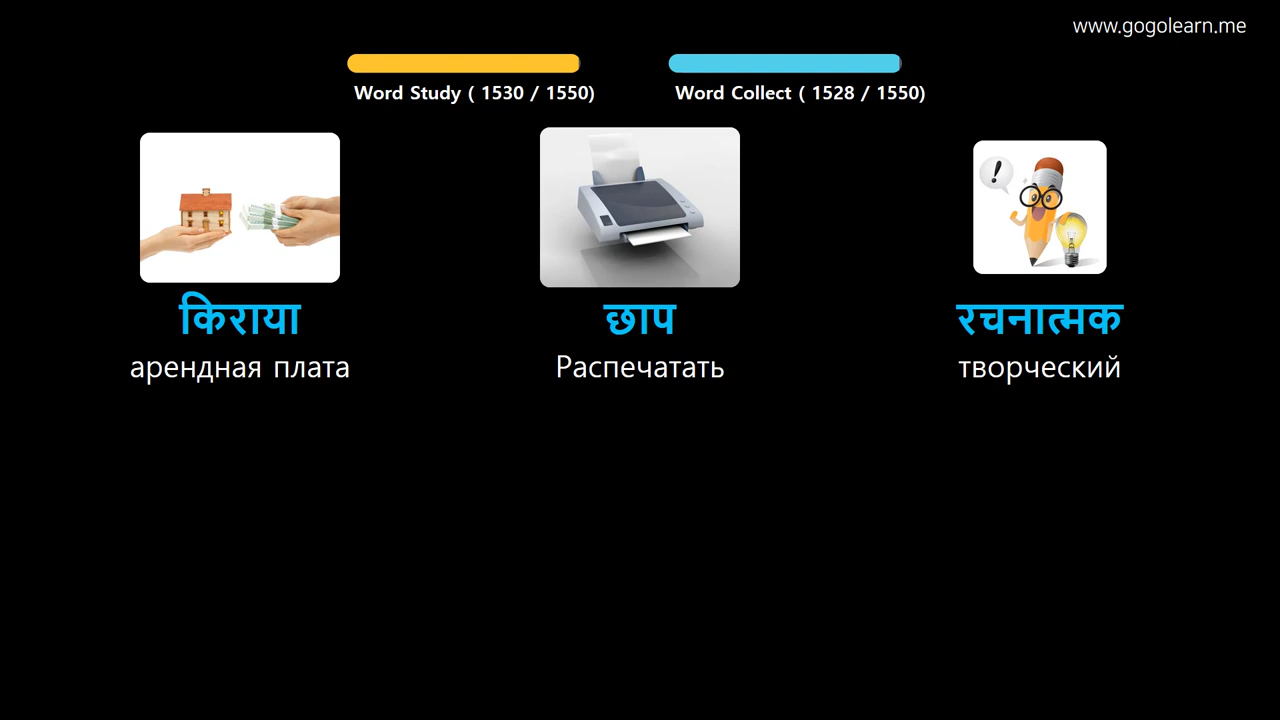 www.gogolearn.me
Word Study ( 1530 / 1550)
Word Collect ( 1528 / 1550)
किराया
छाप
रचनात्मक
арендная плата
Распечатать
творческий